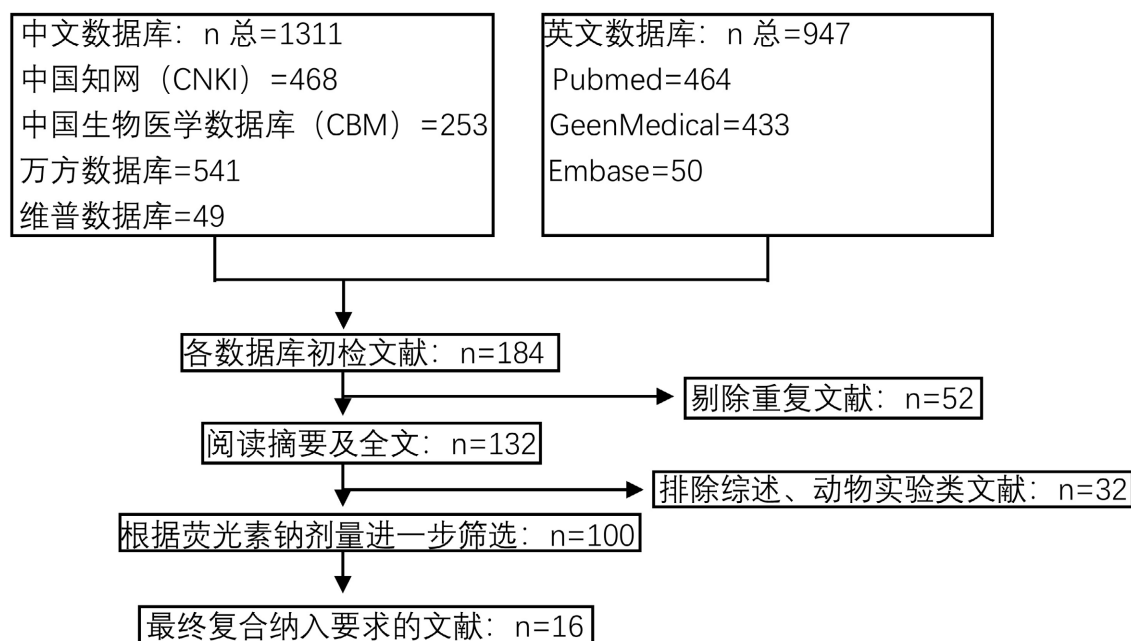 中文数据库：n 总=1311
中国知网（CNKI）=468
中国生物医学数据库（CBM）=253
万方数据库=541
维普数据库=49
英文数据库：n 总=947
Pubmed=464
GeenMedical=433
Embase=50
各数据库初检文献：n=184
剔除重复文献：n=52
阅读摘要及全文：n=132
排除综述、动物实验类文献：n=32
根据荧光素钠剂量进一步筛选：n=100
最终复合纳入要求的文献：n=16